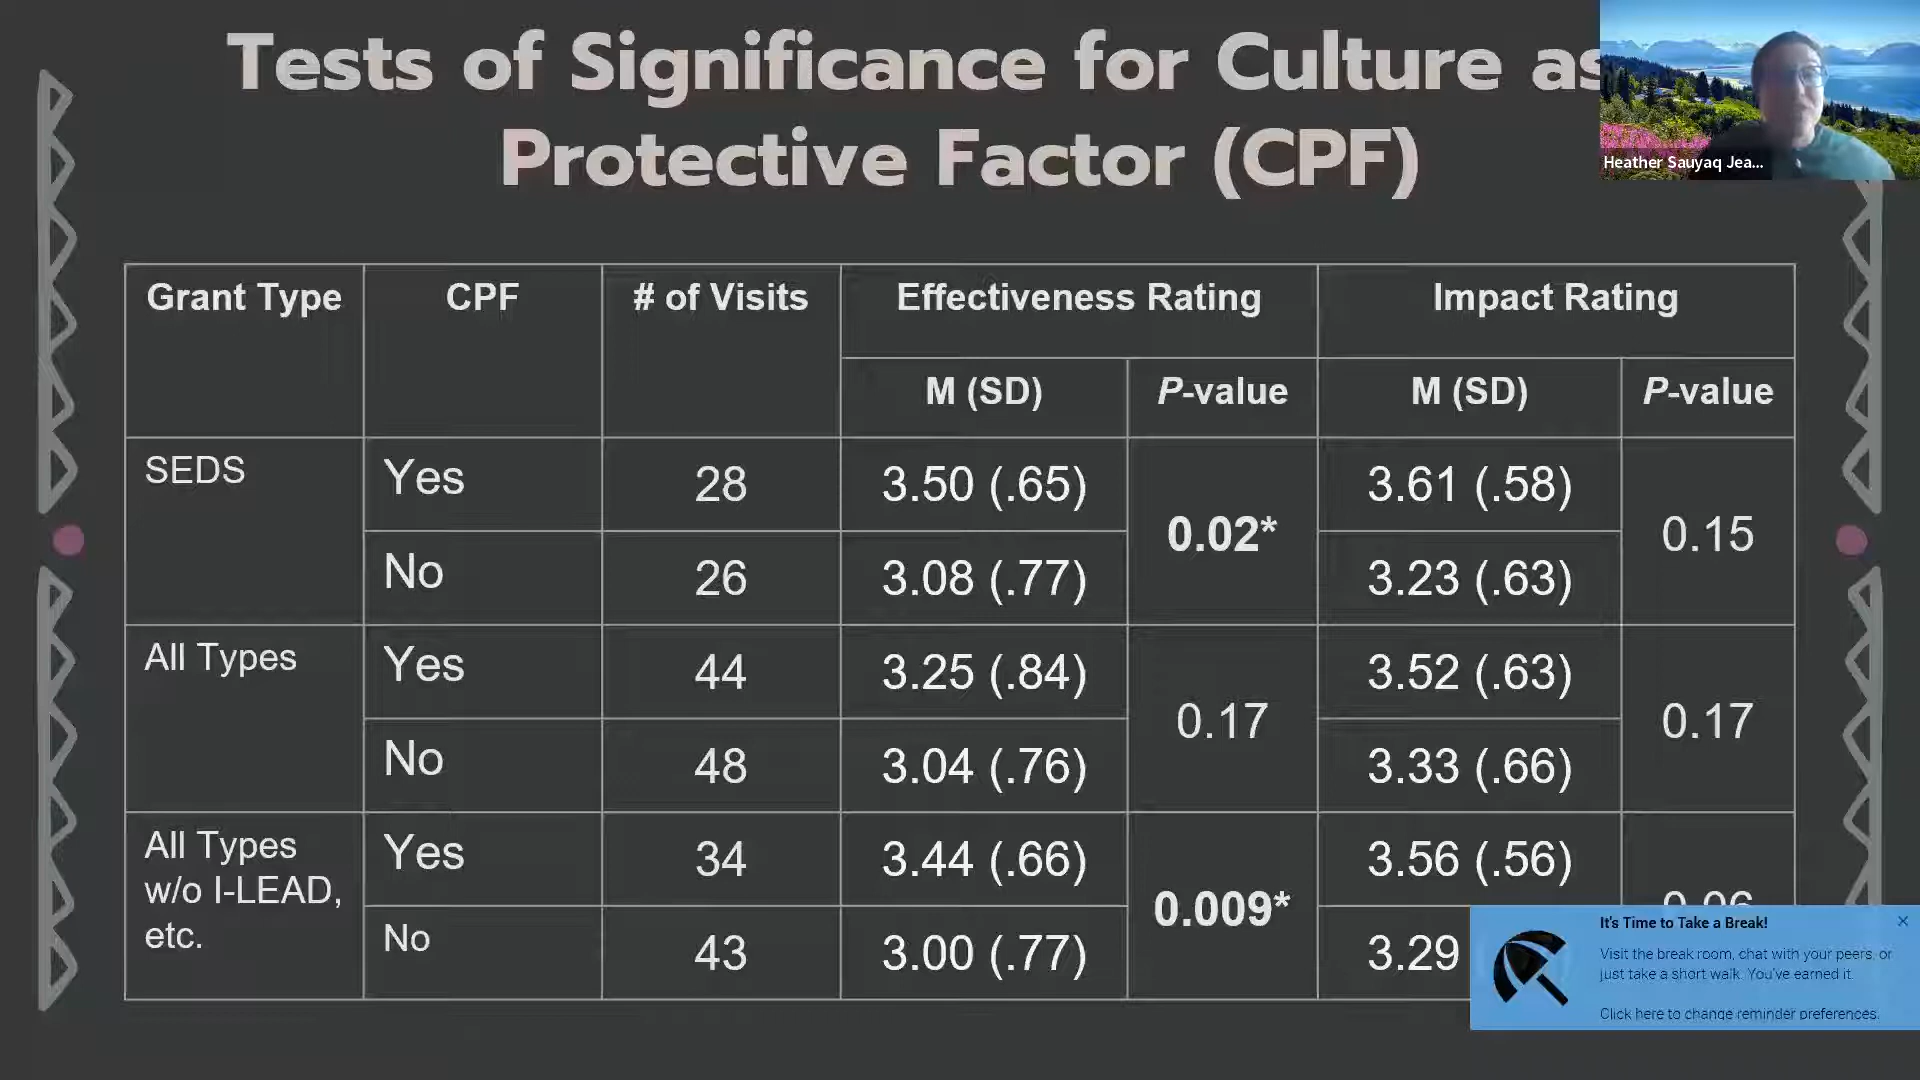 Tests of Significance for Culture as
Protective Factor (CPF)
Heather Sauyaq Jea...
Grant Type CPF # of Visits Effectiveness Rating Impact Rating
M (SD) P-value M (SD) P-value
SEDS Yes 28 3.50 (.65) 0.02* 3.61 (.58) 0.15
No 26 3.08 (.77) 3.23 (.63)
All Types Yes 44 3.25 (.84) 0.17 3.52 (.63) 0.17
No 48 3.04 (.76) 3.33 (.66)
All Types
w/o I-LEAD,
etc.
Yes 34 3.44 (.66) 0.009* 3.56 (.56)
No 43 3.00 (.77) 3.29
It's Time to Take a Break!
Visit the break room, chat with your peers, or
just take a short walk. You've earned it.
Click here to change reminder preferences.